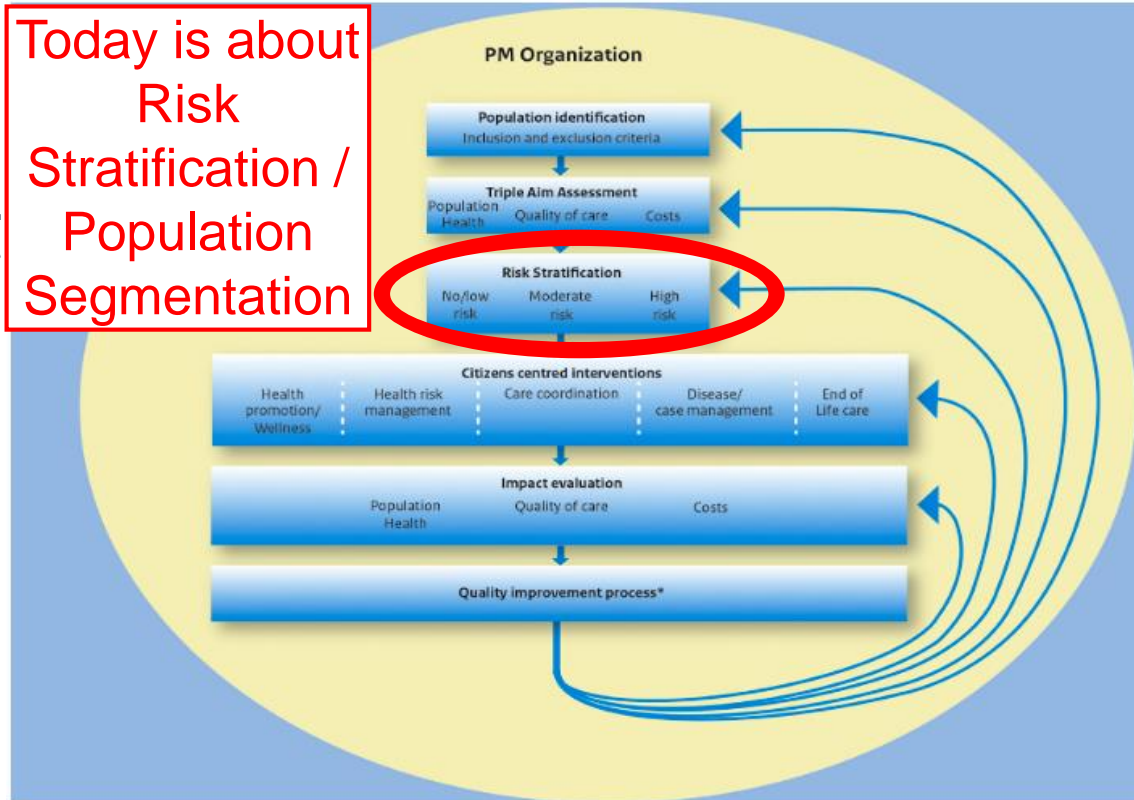 Today is about
Risk
Stratification /
Population
Segmentation
PM Organization
Population identification
Inclusion and exclusion criteria
Triple Aim Assessment
Population Health Quality of care Costs
Risk Stratification
No/low risk Moderate risk High risk
Citizens centred interventions
Health promotion/ Wellness Health risk management Care coordination Disease/ case management End of Life care
Impact evaluation
Population Health Quality of care Costs
Quality improvement process*